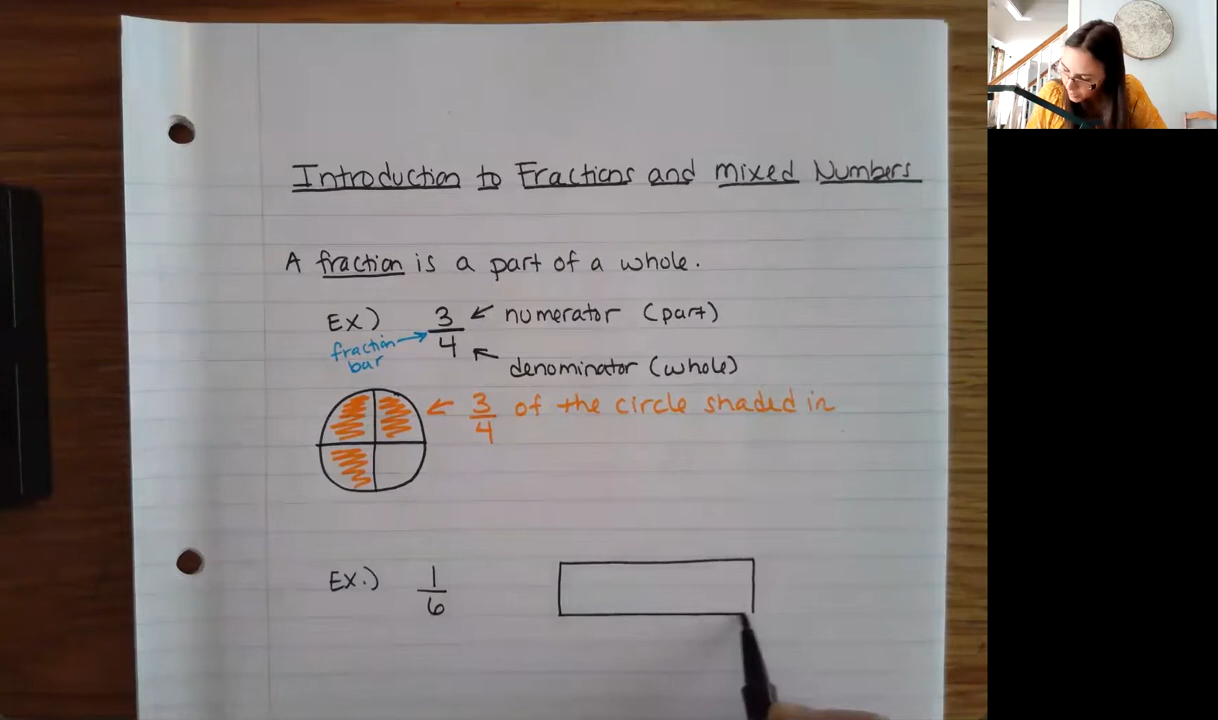 Introduction to Fractions and mixed Numbers
A fraction is a part of a whole.
EX) 3/4 ← numerator (part)
fraction bar →
← denominator (whole)
← 3/4 of the circle shaded in
EX.) 1/6